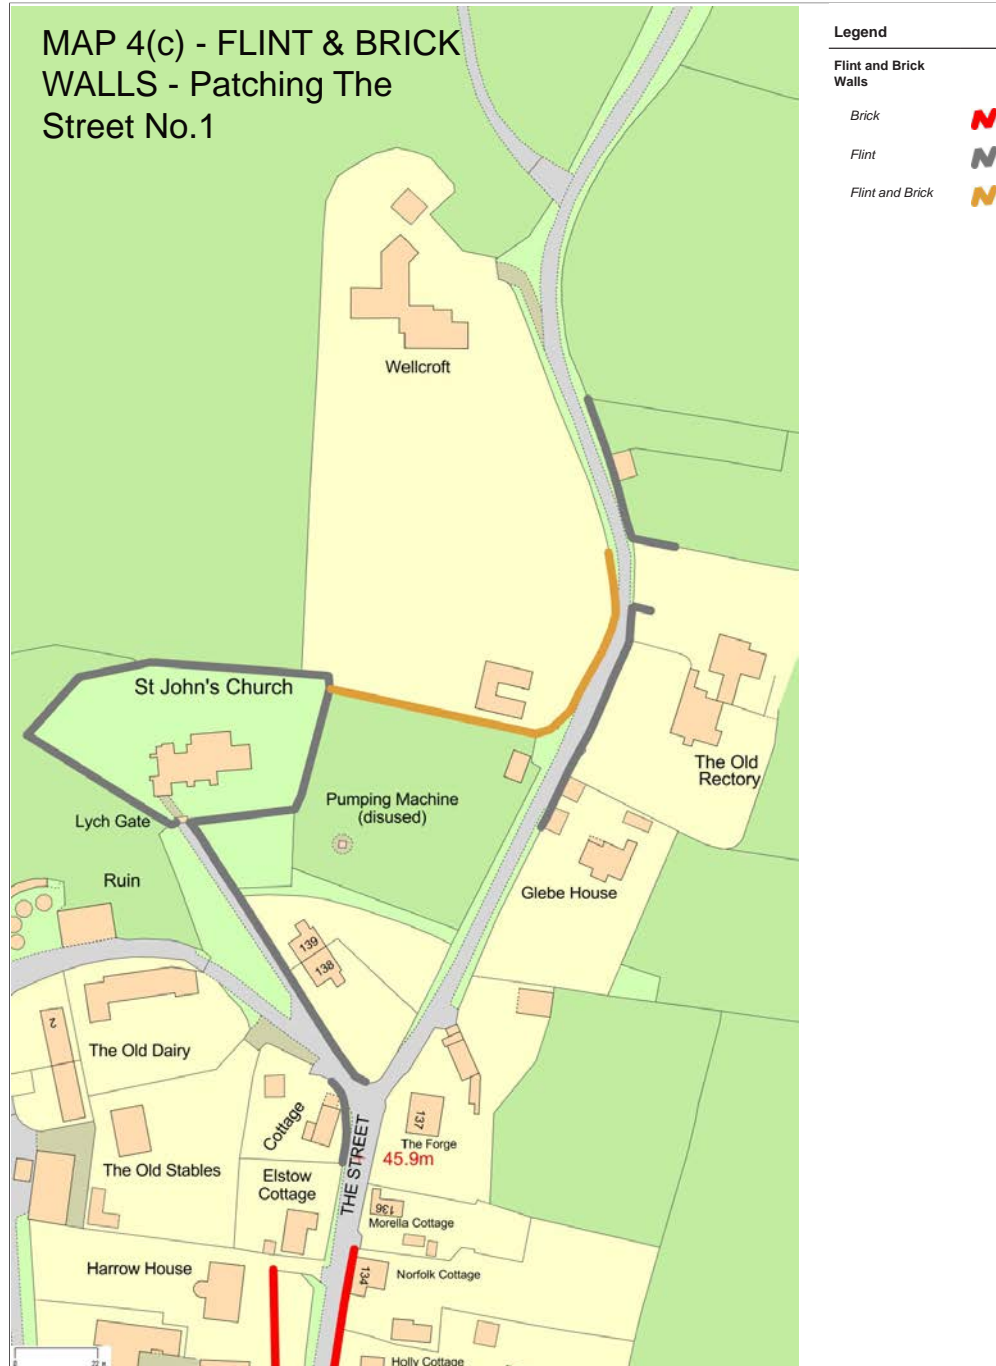 MAP 4(c) - FLINT & BRICK
WALLS - Patching The
Street No.1
Legend
Flint and Brick
Walls
Brick
Flint
Flint and Brick
Wellcroft
St John's Church
The Old
Rectory
Pumping Machine
(disused)
Lych Gate
Ruin
Glebe House
139
138
2
The Old Dairy
Cottage
137
The Forge
THE STREET
45.9m
The Old Stables
Elstow
Cottage
136
Morella Cottage
Harrow House
134
Norfolk Cottage
Holly Cottage
0
22